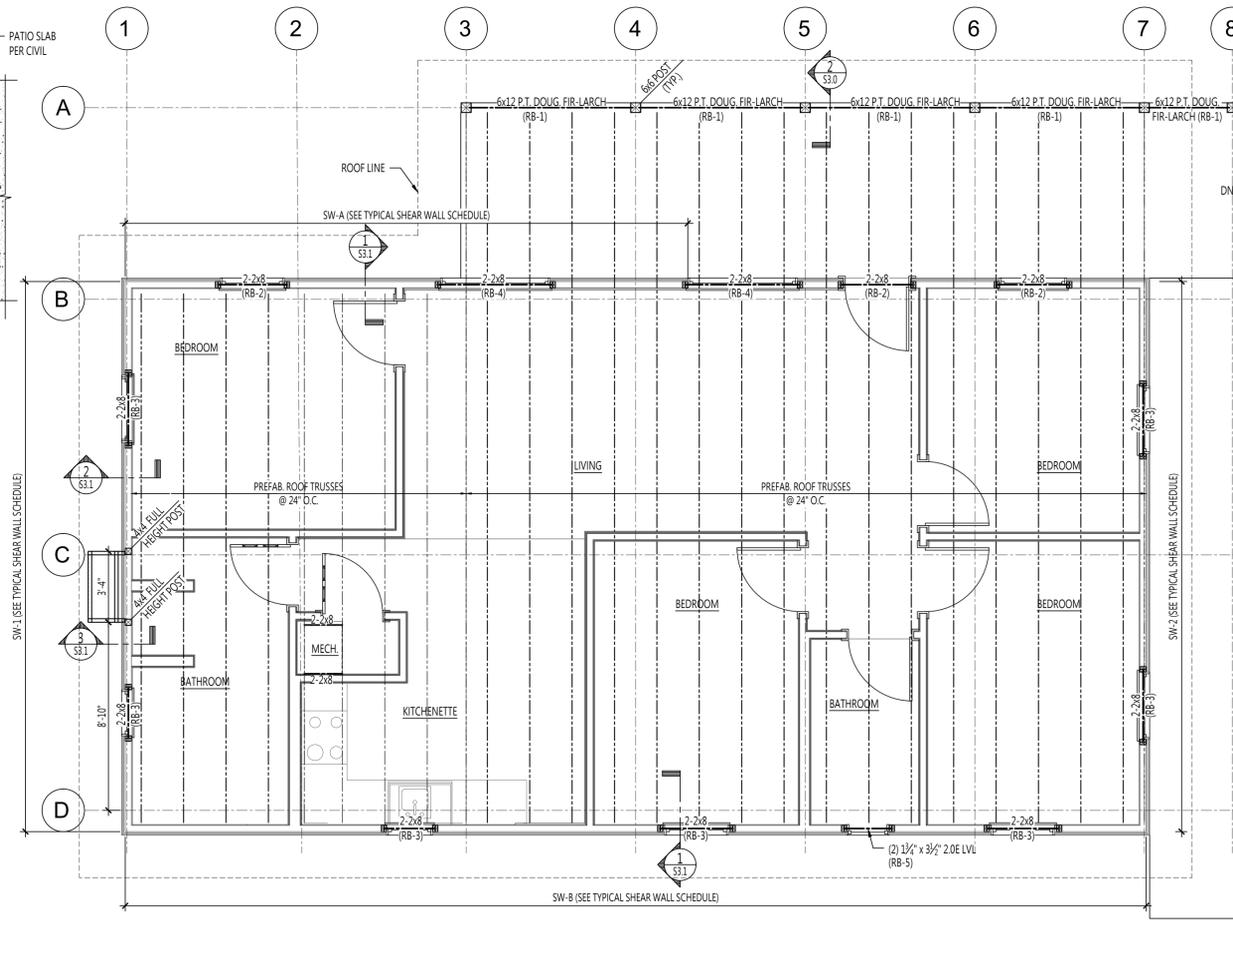 1
2
3
4
5
6
7
8
PATIO SLAB
PER CIVIL
2
S3.0
6x6 POST
(TYP.)
A
6x12 P.T. DOUG. FIR-LARCH
(RB-1)
6x12 P.T. DOUG. FIR-LARCH
(RB-1)
6x12 P.T. DOUG. FIR-LARCH
(RB-1)
6x12 P.T. DOUG. FIR-LARCH
(RB-1)
6x12 P.T. DOUG.
FIR-LARCH (RB-1)
ROOF LINE
DN
SW-A (SEE TYPICAL SHEAR WALL SCHEDULE)
1
S3.1
B
2-2x8
(RB-2)
2-2x8
(RB-4)
2-2x8
(RB-4)
2-2x8
(RB-2)
2-2x8
(RB-2)
BEDROOM
2-2x8
(RB-3)
2-2x8
(RB-3)
2
S3.1
LIVING
BEDROOM
PREFAB. ROOF TRUSSES
@ 24" O.C.
PREFAB. ROOF TRUSSES
@ 24" O.C.
SW-1 (SEE TYPICAL SHEAR WALL SCHEDULE)
SW-2 (SEE TYPICAL SHEAR WALL SCHEDULE)
4x4 FULL
HEIGHT POST
C
3'-4"
4x4 FULL
HEIGHT POST
3
S3.1
2-2x8
MECH.
2-2x8
BEDROOM
BEDROOM
BATHROOM
8'-10"
2-2x8
(RB-3)
KITCHENETTE
BATHROOM
2-2x8
(RB-3)
D
2-2x8
(RB-3)
2-2x8
(RB-3)
2-2x8
(RB-3)
(2) 1¾" x 3½" 2.0E LVL
(RB-5)
1
S3.1
SW-B (SEE TYPICAL SHEAR WALL SCHEDULE)